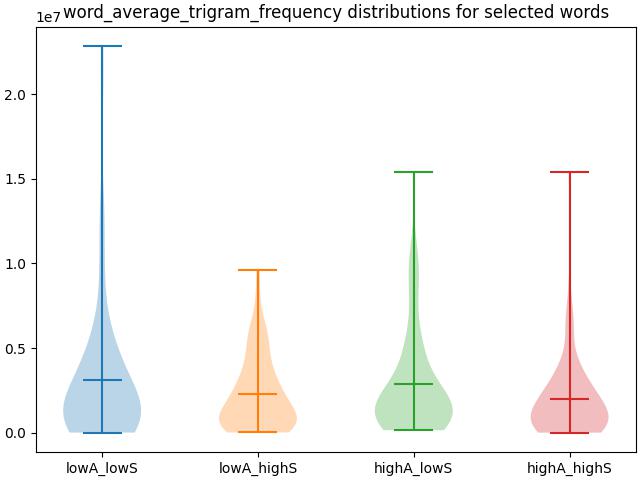 word_average_trigram_frequency distributions for selected words
1e7
2.0
1.5
1.0
0.5
0.0
lowA_lowS lowA_highS highA_lowS highA_highS